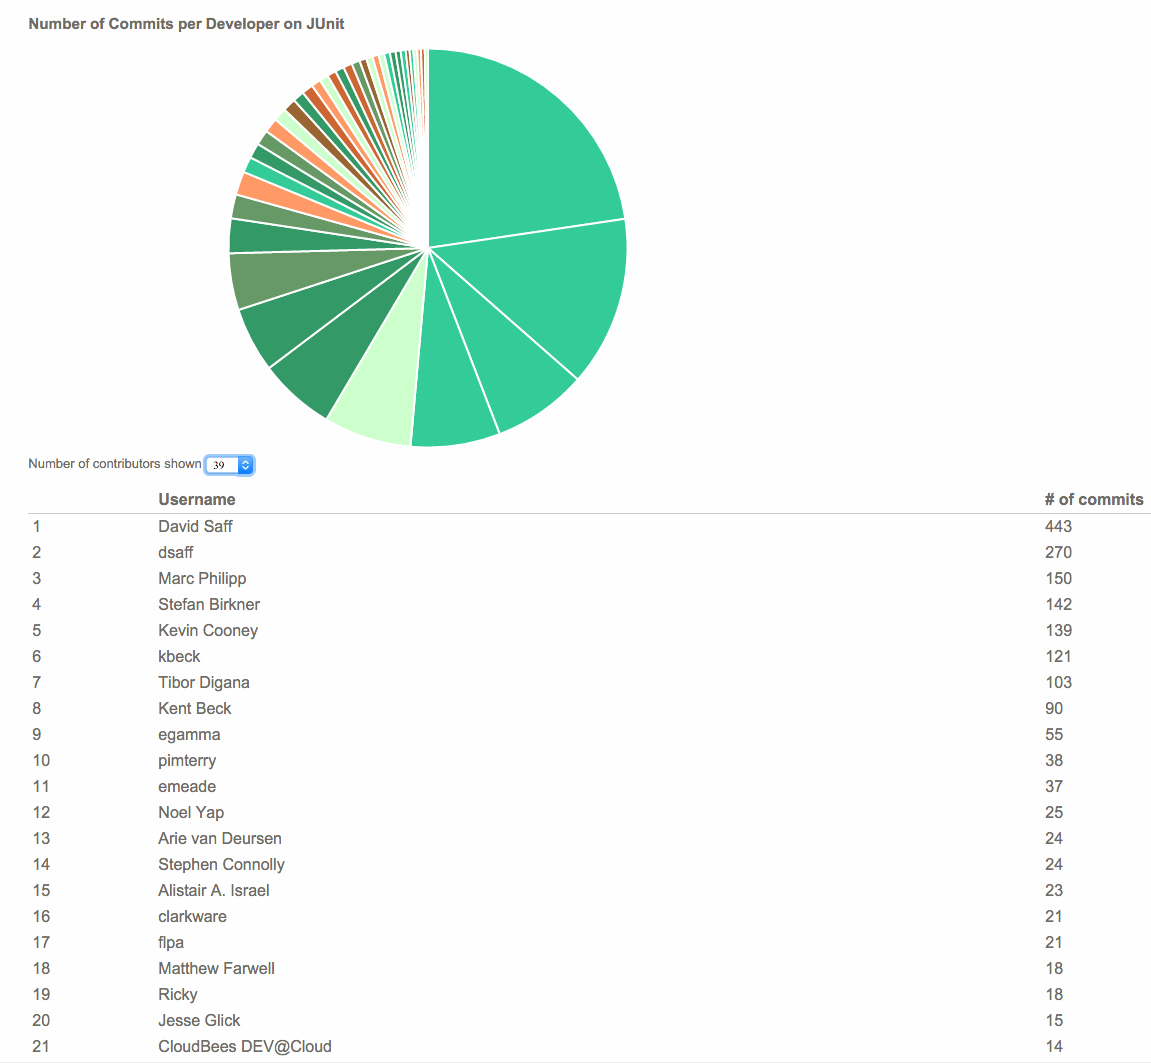 Number of Commits per Developer on JUnit
Number of contributors shown 39
Username # of commits
1 David Saff 443
2 dsaff 270
3 Marc Philipp 150
4 Stefan Birkner 142
5 Kevin Cooney 139
6 kbeck 121
7 Tibor Digana 103
8 Kent Beck 90
9 egamma 55
10 pimterry 38
11 emeade 37
12 Noel Yap 25
13 Arie van Deursen 24
14 Stephen Connolly 24
15 Alistair A. Israel 23
16 clarkware 21
17 flpa 21
18 Matthew Farwell 18
19 Ricky 18
20 Jesse Glick 15
21 CloudBees DEV@Cloud 14